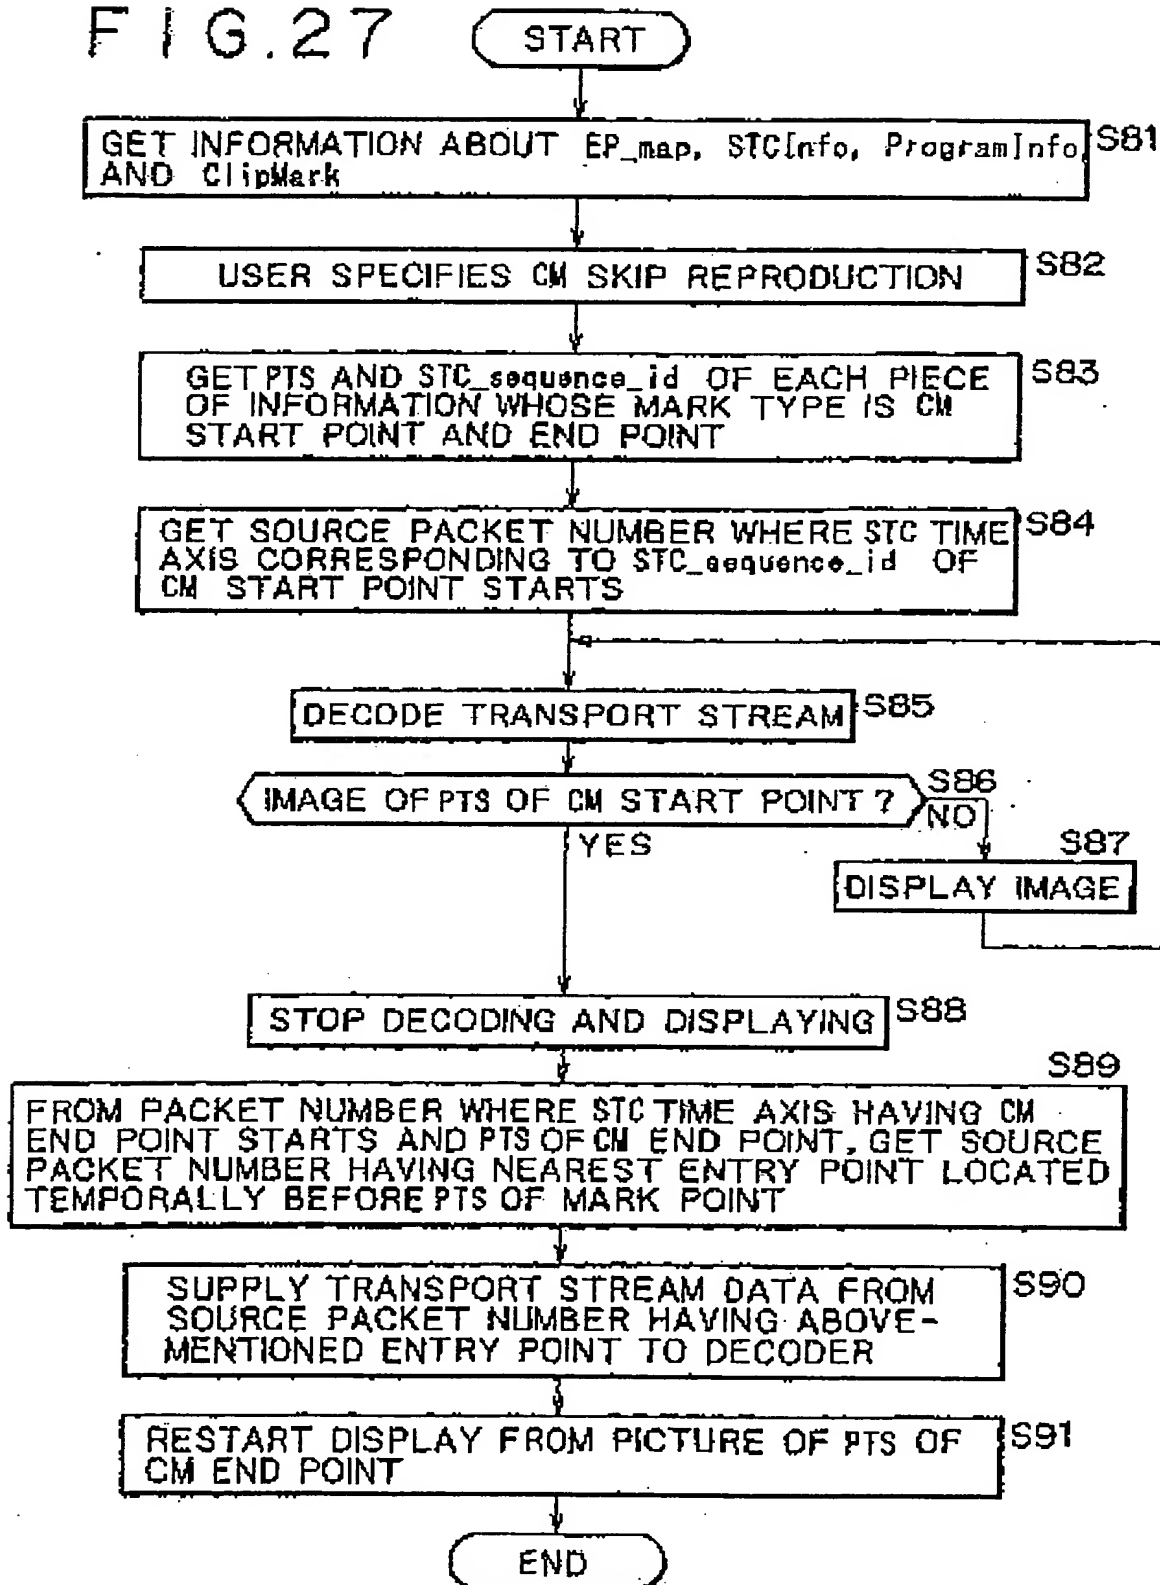 FIG.27
START
GET INFORMATION ABOUT EP_map, STCInfo, ProgramInfo
AND ClipMark
S81
USER SPECIFIES CM SKIP REPRODUCTION
S82
GET PTS AND STC_sequence_id OF EACH PIECE
OF INFORMATION WHOSE MARK TYPE IS CM
START POINT AND END POINT
S83
GET SOURCE PACKET NUMBER WHERE STC TIME
AXIS CORRESPONDING TO STC_sequence_id OF
CM START POINT STARTS
S84
DECODE TRANSPORT STREAM
S85
IMAGE OF PTS OF CM START POINT ?
S86
NO
YES
S87
DISPLAY IMAGE
STOP DECODING AND DISPLAYING
S88
S89
FROM PACKET NUMBER WHERE STC TIME AXIS HAVING CM
END POINT STARTS AND PTS OF CM END POINT, GET SOURCE
PACKET NUMBER HAVING NEAREST ENTRY POINT LOCATED
TEMPORALLY BEFORE PTS OF MARK POINT
SUPPLY TRANSPORT STREAM DATA FROM
SOURCE PACKET NUMBER HAVING ABOVE-
MENTIONED ENTRY POINT TO DECODER
S90
RESTART DISPLAY FROM PICTURE OF PTS OF
CM END POINT
S91
END